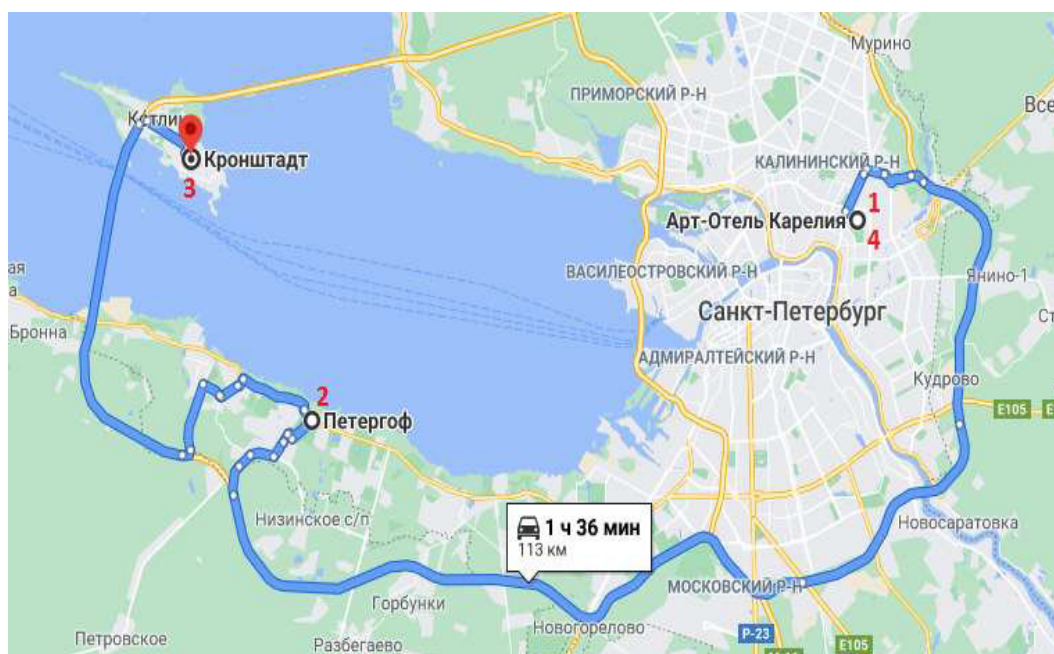 Мурино
ПРИМОРСКИЙ Р-Н
Все
Котлин
Кронштадт
3
КАЛИНИНСКИЙ Р-Н
1
Арт-Отель Карелия
4
ая
а
ВАСИЛЕОСТРОВСКИЙ Р-Н
Янино-1
Санкт-Петербург
Ст
Бронна
АДМИРАЛТЕЙСКИЙ Р-Н
Кудрово
2
Петергоф
E105
E
1 ч 36 мин
113 км
Низинское с/п
Новосаратовка
МОСКОВСКИЙ Р-Н
Горбунки
Новогорелово
Петровское
Разбегаево
P-23
E105